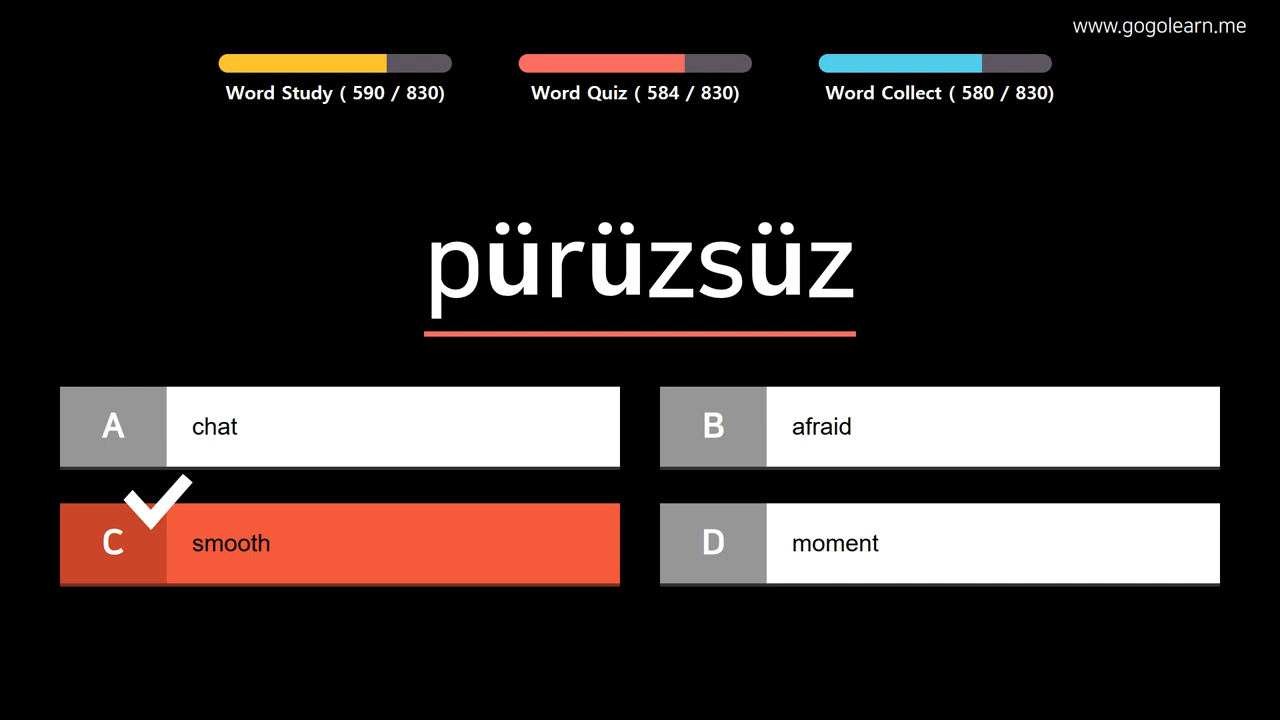 www.gogolearn.me
Word Study ( 590 / 830)
Word Quiz ( 584 / 830)
Word Collect ( 580 / 830)
pürüzsüz
A chat
B afraid
C smooth
D moment